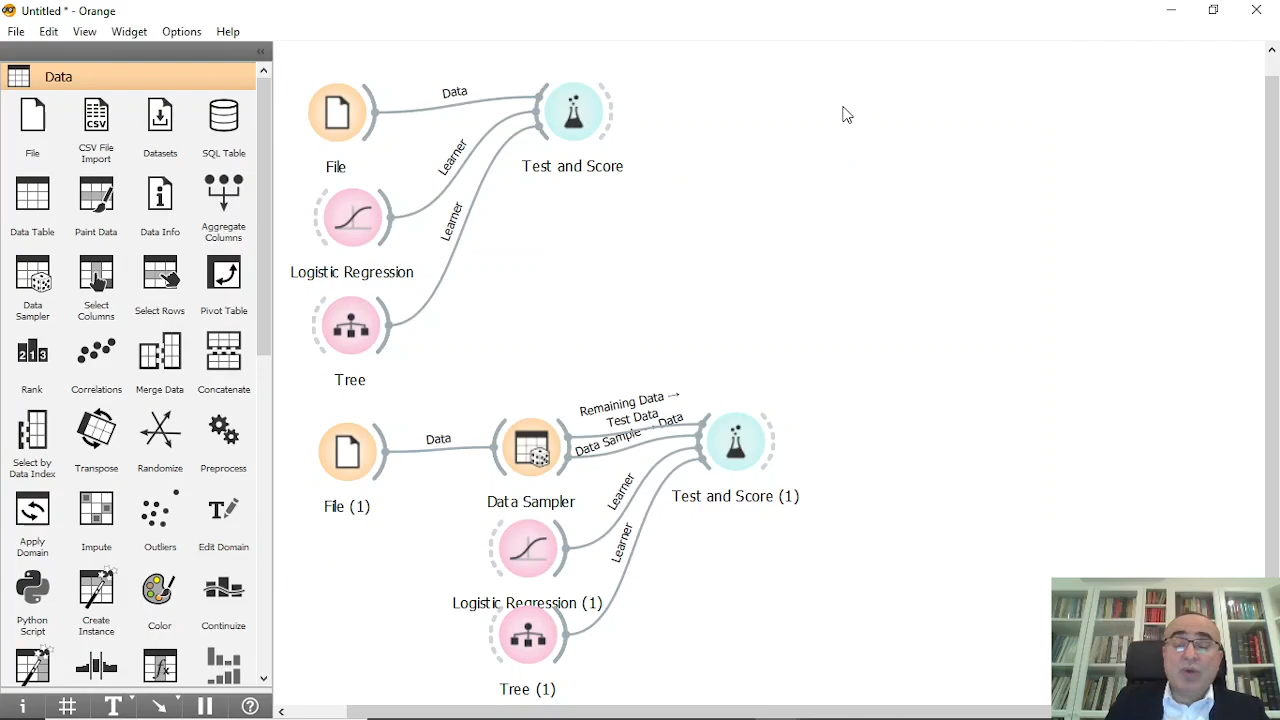 Untitled * - Orange
File Edit View Widget Options Help
Data
File
CSV File Import
Datasets
SQL Table
Data Table
Paint Data
Data Info
Aggregate Columns
Data Sampler
Select Columns
Select Rows
Pivot Table
Rank
Correlations
Merge Data
Concatenate
Select by Data Index
Transpose
Randomize
Preprocess
Apply Domain
Impute
Outliers
Edit Domain
Python Script
Create Instance
Color
Continuize
Data
File
Test and Score
Learner
Logistic Regression
Learner
Tree
Remaining Data →
Test Data
Data Sample → Data
Data
File (1)
Data Sampler
Test and Score (1)
Learner
Logistic Regression (1)
Learner
Tree (1)